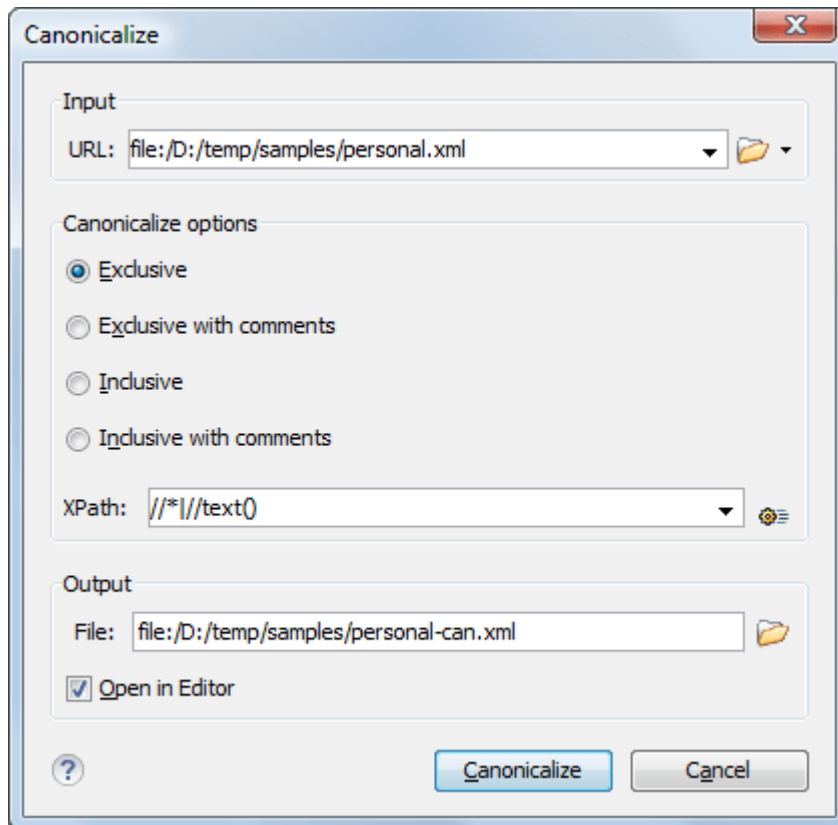 Canonicalize
Input
URL: file:/D:/temp/samples/personal.xml
Canonicalize options
Exclusive
Exclusive with comments
Inclusive
Inclusive with comments
XPath: //*|//text()
Output
File: file:/D:/temp/samples/personal-can.xml
Open in Editor
? Canonicalize Cancel